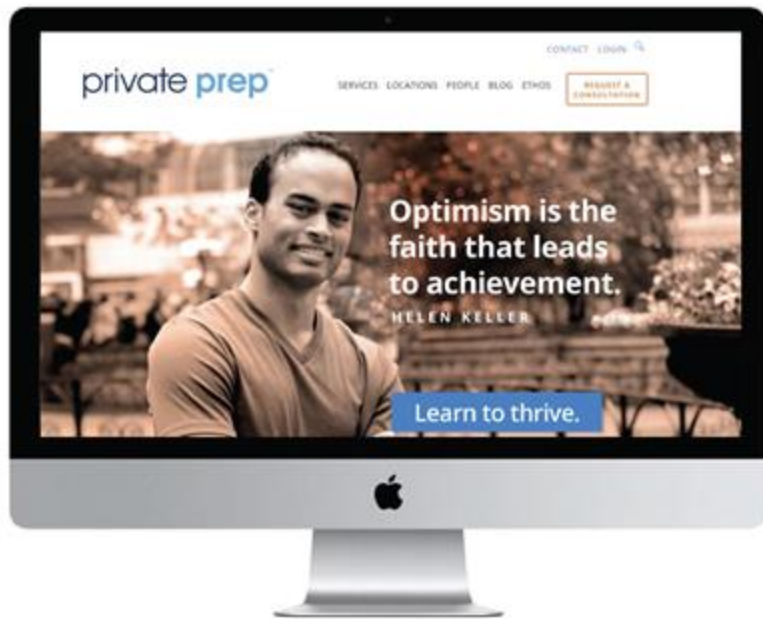 CONTACT LOGIN
private prep
SERVICES LOCATIONS PEOPLE BLOG ETHOS
REQUEST A
CONSULTATION
Optimism is the
faith that leads
to achievement.
HELEN KELLER
Learn to thrive.